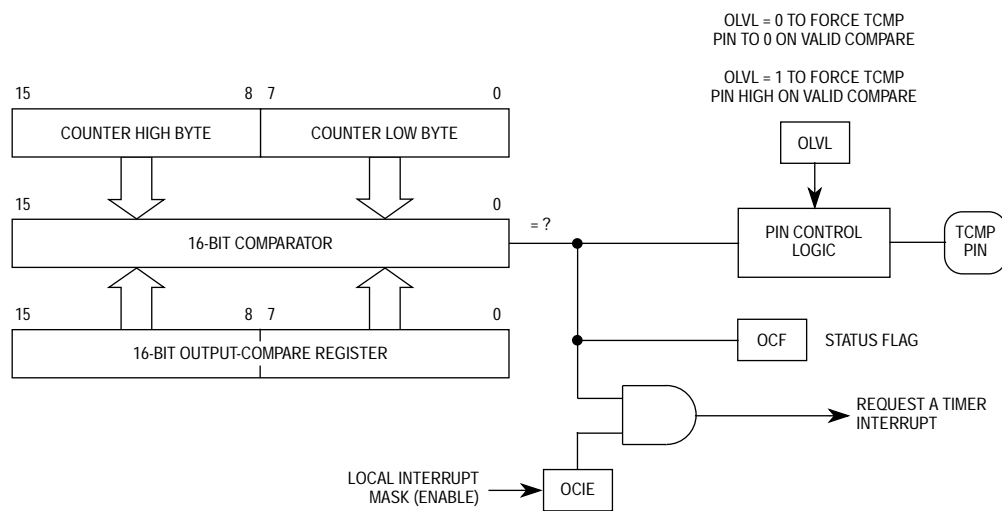 OLVL = 0 TO FORCE TCMP
PIN TO 0 ON VALID COMPARE
OLVL = 1 TO FORCE TCMP
PIN HIGH ON VALID COMPARE
15 8 7 0
COUNTER HIGH BYTE COUNTER LOW BYTE
OLVL
15 0
16-BIT COMPARATOR
= ?
PIN CONTROL
LOGIC
TCMP
PIN
15 8 7 0
16-BIT OUTPUT-COMPARE REGISTER
OCF STATUS FLAG
REQUEST A TIMER
INTERRUPT
LOCAL INTERRUPT
MASK (ENABLE)
OCIE